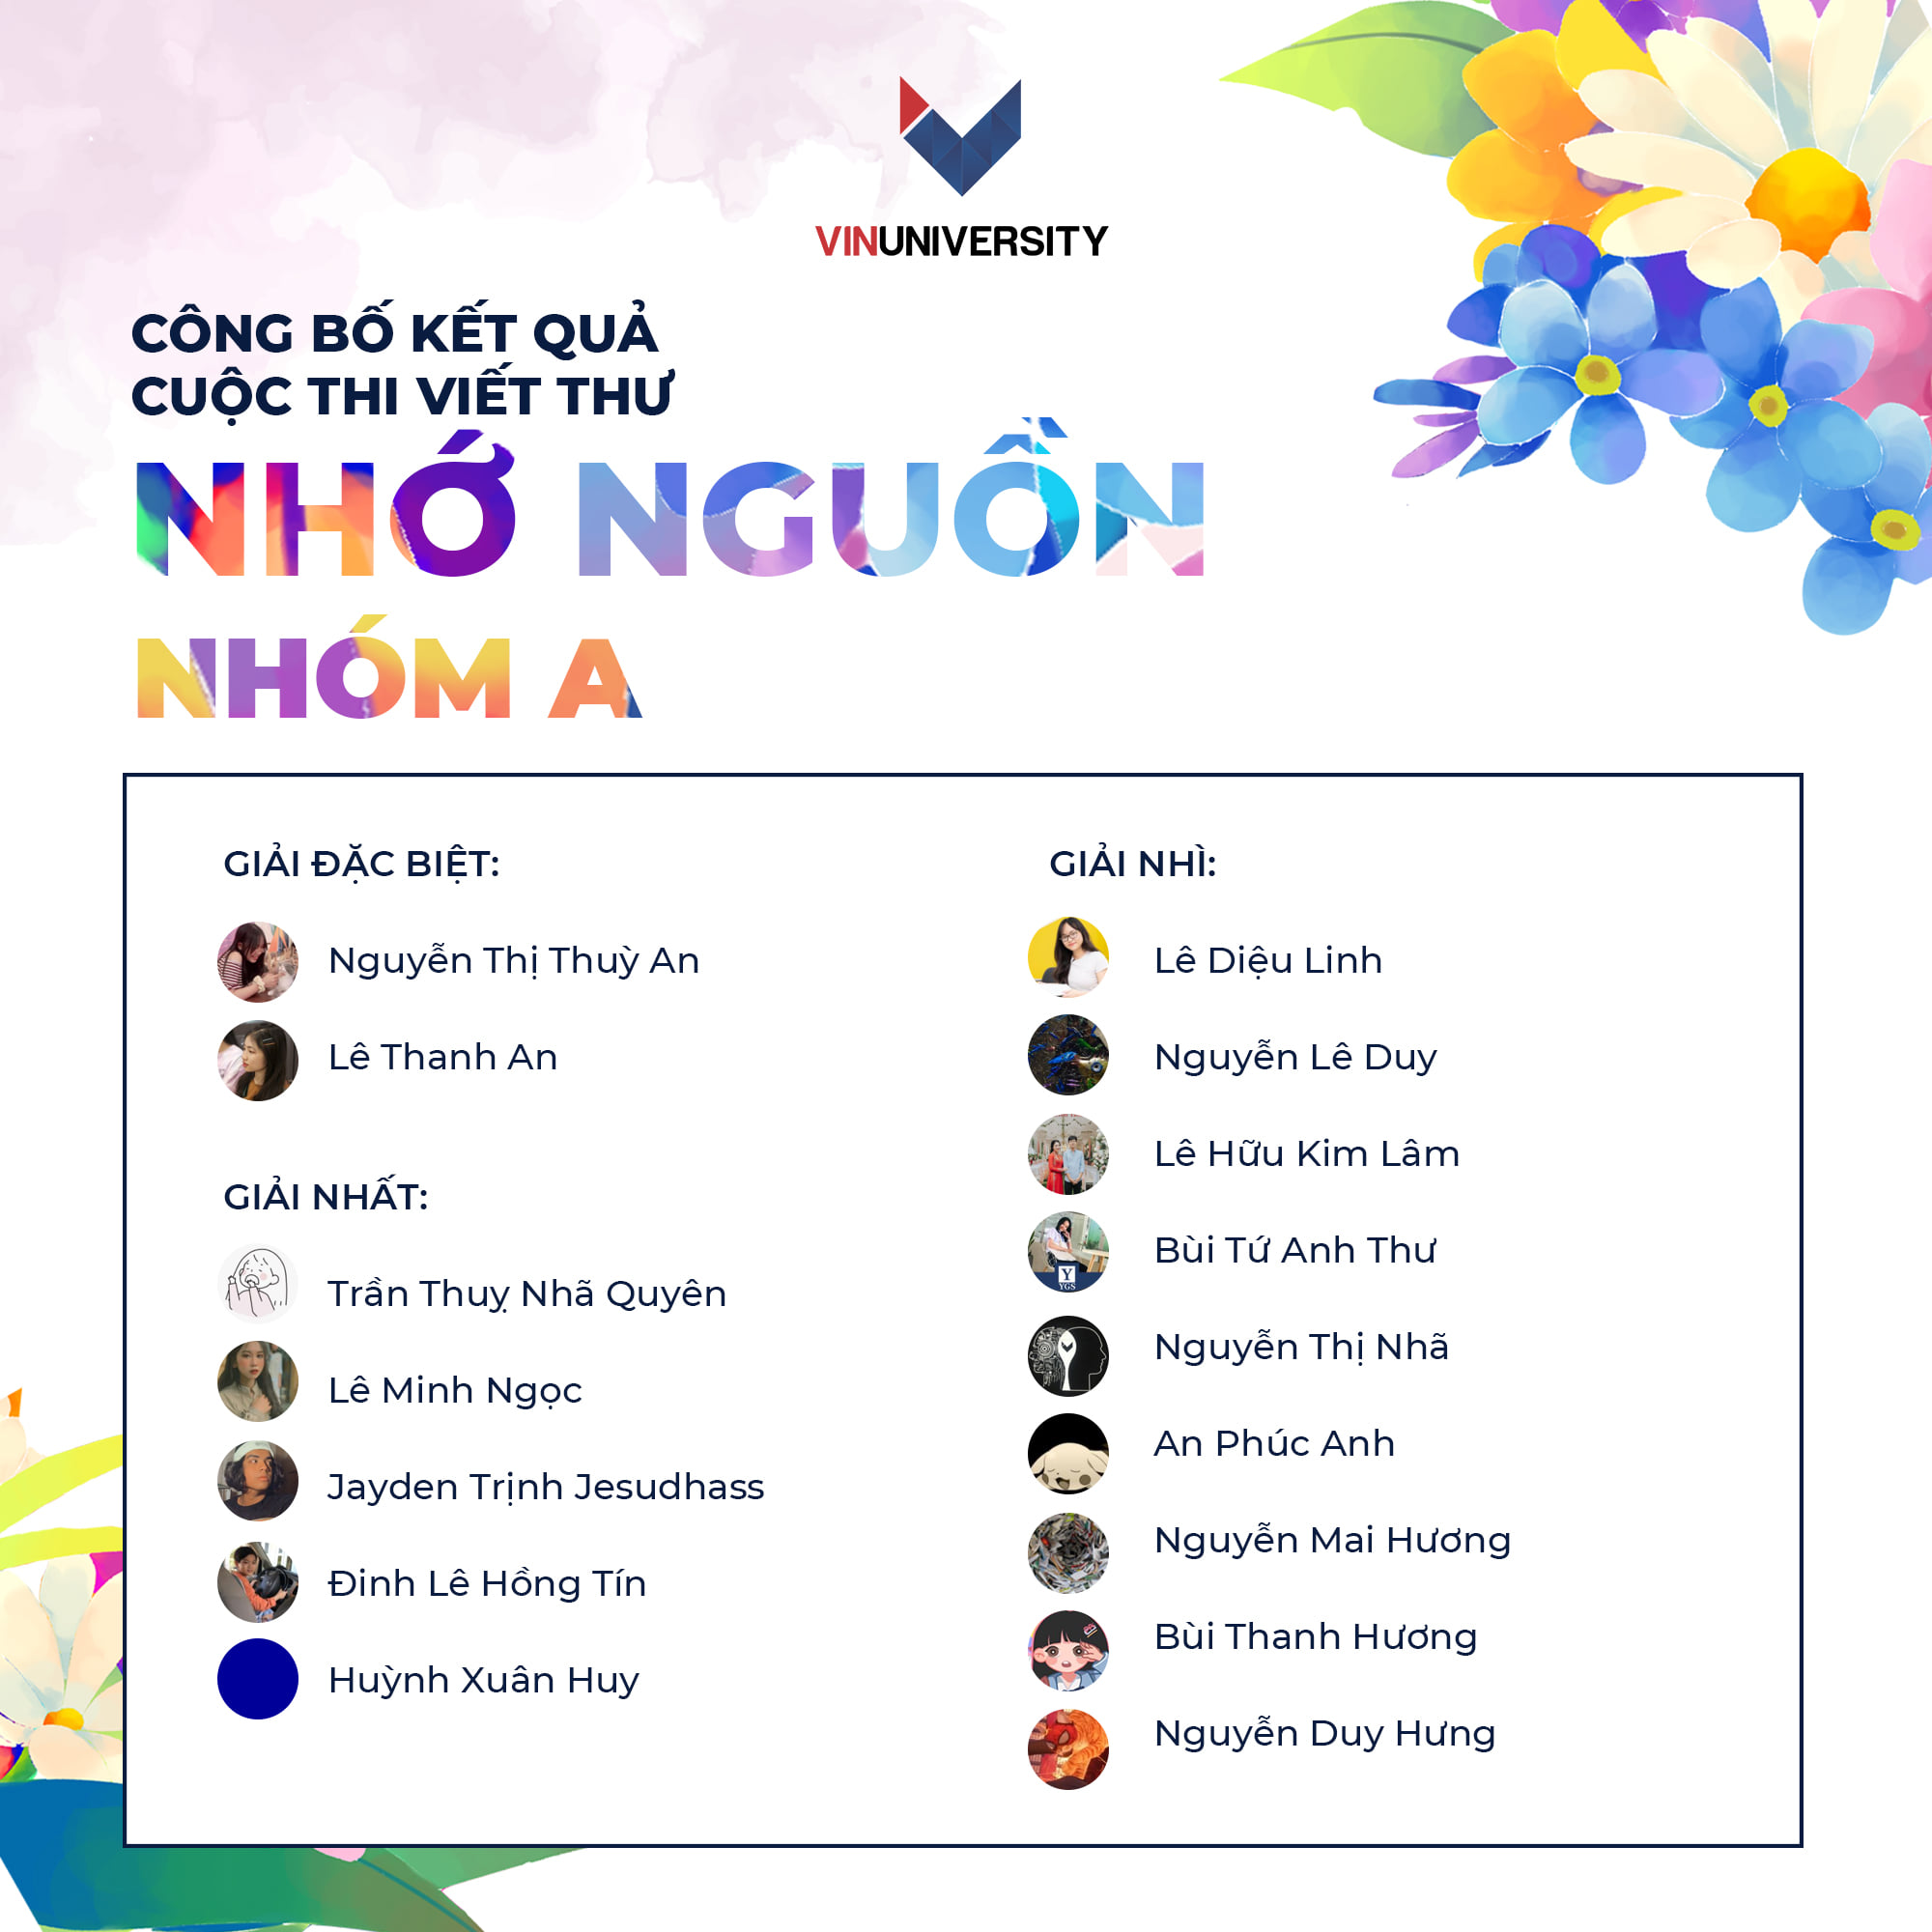 VINUNIVERSITY
CÔNG BỐ KẾT QUẢ
CUỘC THI VIẾT THƯ
NHỚ NGUỒN
NHÓM A
GIẢI ĐẶC BIỆT:
Nguyễn Thị Thuỳ An
Lê Thanh An
GIẢI NHẤT:
Trần Thuỵ Nhã Quyên
Lê Minh Ngọc
Jayden Trịnh Jesudhass
Đinh Lê Hồng Tín
Huỳnh Xuân Huy
GIẢI NHÌ:
Lê Diệu Linh
Nguyễn Lê Duy
Lê Hữu Kim Lâm
Bùi Tứ Anh Thư
Y
YGS
Nguyễn Thị Nhã
An Phúc Anh
Nguyễn Mai Hương
Bùi Thanh Hương
Nguyễn Duy Hưng